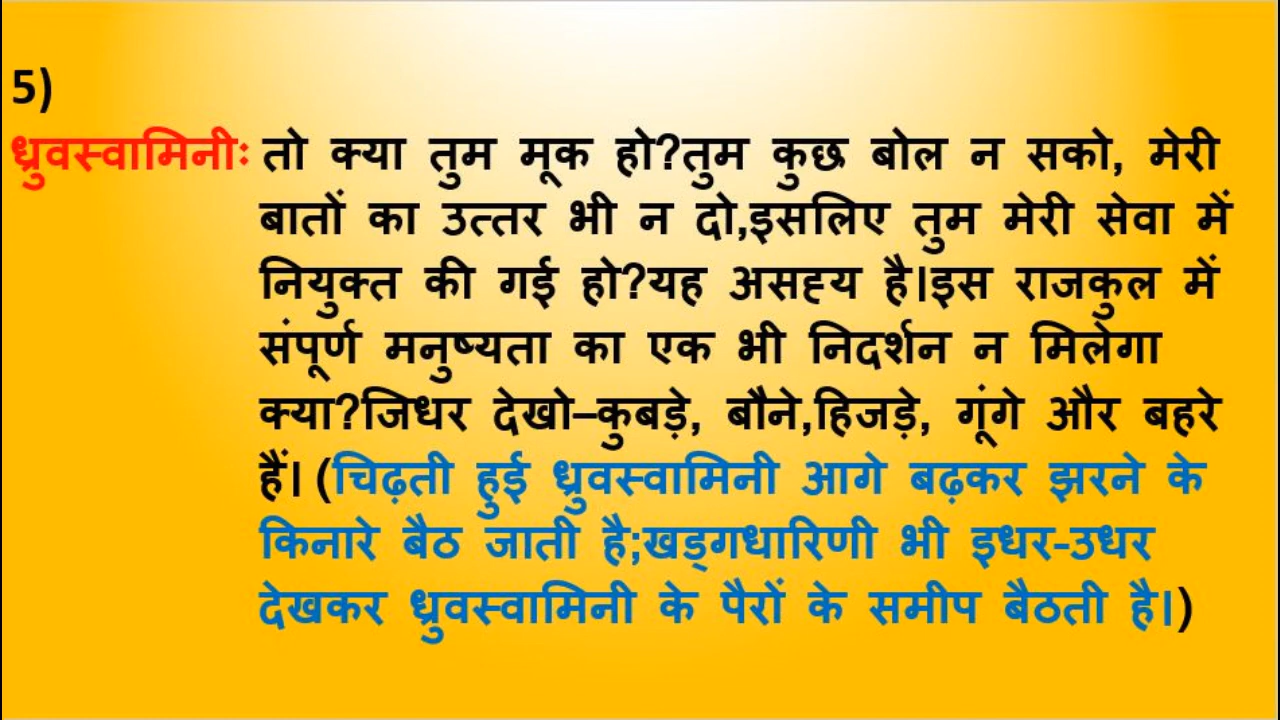 5)
ध्रुवस्वामिनीः तो क्या तुम मूक हो?तुम कुछ बोल न सको, मेरी
बातों का उत्तर भी न दो,इसलिए तुम मेरी सेवा में
नियुक्त की गई हो?यह असह्य है।इस राजकुल में
संपूर्ण मनुष्यता का एक भी निदर्शन न मिलेगा
क्या?जिधर देखो–कुबड़े, बौने,हिजड़े, गूंगे और बहरे
हैं। (चिढ़ती हुई ध्रुवस्वामिनी आगे बढ़कर झरने के
किनारे बैठ जाती है;खड्गधारिणी भी इधर-उधर
देखकर ध्रुवस्वामिनी के पैरों के समीप बैठती है।)